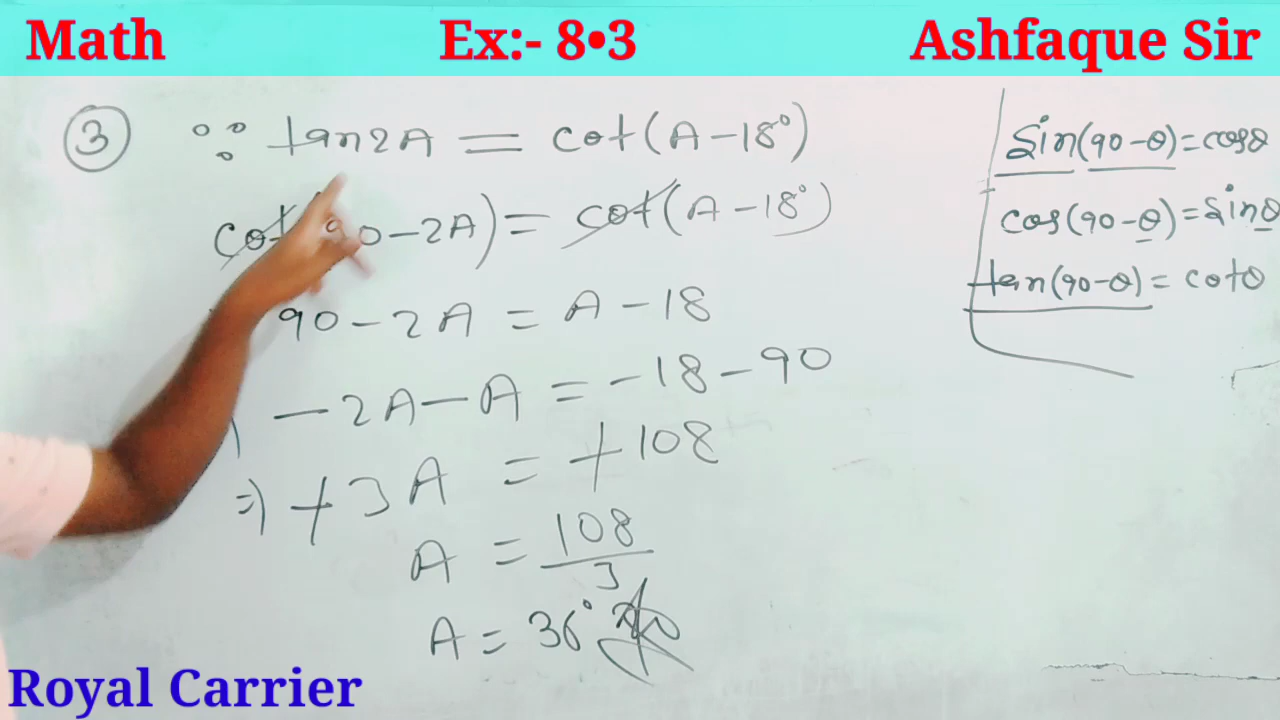 Math Ex:- 8•3 Ashfaque Sir
③ ∵ tan2A = cot(A-18°)
cot(90-2A) = cot(A-18°)
90-2A = A-18
-2A-A = -18-90
⇒ +3A = +108
A = 108/3
A = 36°
sin(90-θ)=cosθ
cos(90-θ)=sinθ
tan(90-θ)=cotθ
Royal Carrier